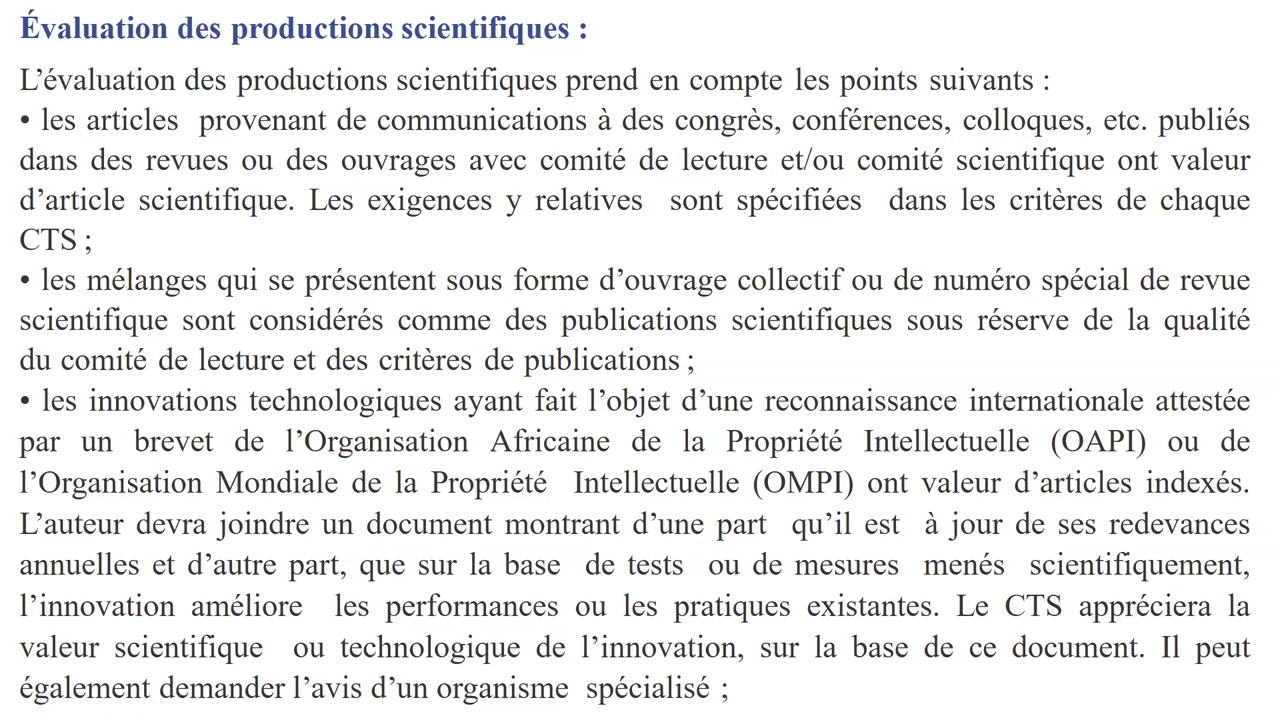 Évaluation des productions scientifiques :
L’évaluation des productions scientifiques prend en compte les points suivants :
• les articles provenant de communications à des congrès, conférences, colloques, etc. publiés
dans des revues ou des ouvrages avec comité de lecture et/ou comité scientifique ont valeur
d’article scientifique. Les exigences y relatives sont spécifiées dans les critères de chaque
CTS ;
• les mélanges qui se présentent sous forme d’ouvrage collectif ou de numéro spécial de revue
scientifique sont considérés comme des publications scientifiques sous réserve de la qualité
du comité de lecture et des critères de publications ;
• les innovations technologiques ayant fait l’objet d’une reconnaissance internationale attestée
par un brevet de l’Organisation Africaine de la Propriété Intellectuelle (OAPI) ou de
l’Organisation Mondiale de la Propriété Intellectuelle (OMPI) ont valeur d’articles indexés.
L’auteur devra joindre un document montrant d’une part qu’il est à jour de ses redevances
annuelles et d’autre part, que sur la base de tests ou de mesures menés scientifiquement,
l’innovation améliore les performances ou les pratiques existantes. Le CTS appréciera la
valeur scientifique ou technologique de l’innovation, sur la base de ce document. Il peut
également demander l’avis d’un organisme spécialisé ;